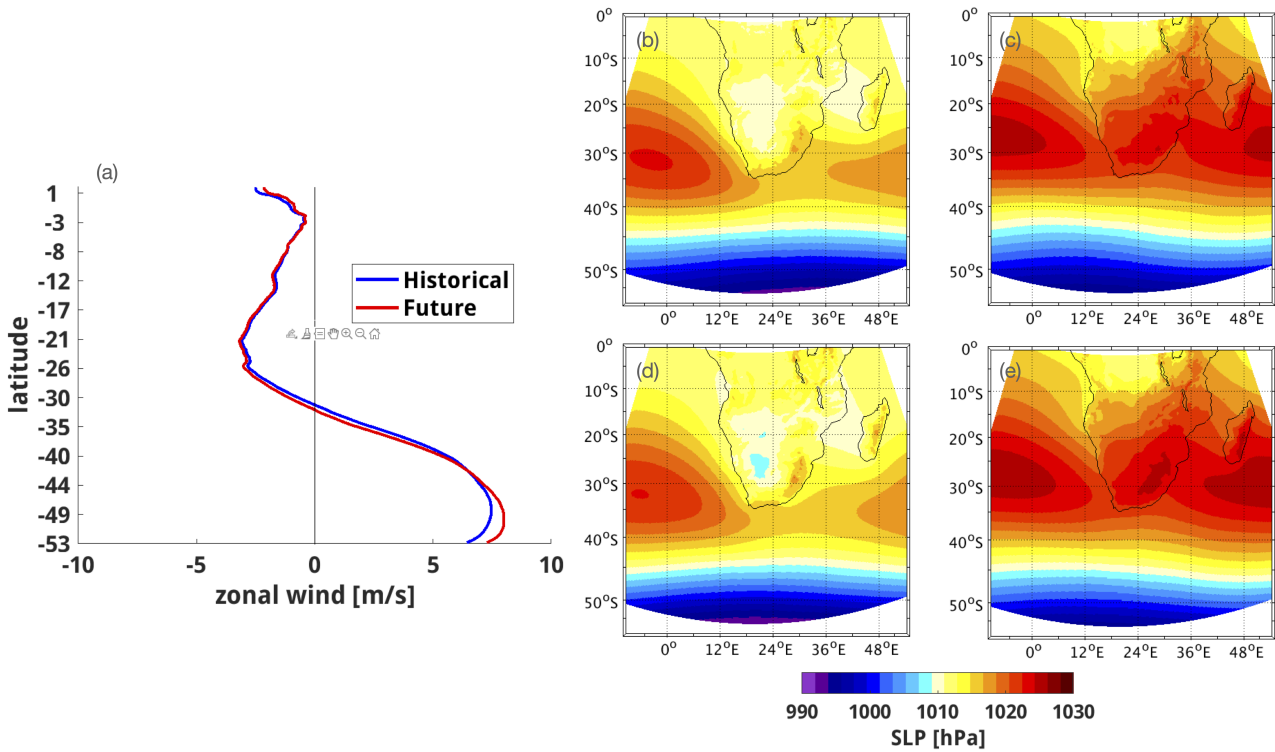 (a)
1
-3
-8
-12
-17
-21
-26
-30
-35
-40
-44
-49
-53
latitude
-10 -5 0 5 10
zonal wind [m/s]
Historical
Future
(b)
0°
10°S
20°S
30°S
40°S
50°S
0° 12°E 24°E 36°E 48°E
(c)
0°
10°S
20°S
30°S
40°S
50°S
0° 12°E 24°E 36°E 48°E
(d)
0°
10°S
20°S
30°S
40°S
50°S
0° 12°E 24°E 36°E 48°E
(e)
0°
10°S
20°S
30°S
40°S
50°S
0° 12°E 24°E 36°E 48°E
990 1000 1010 1020 1030
SLP [hPa]